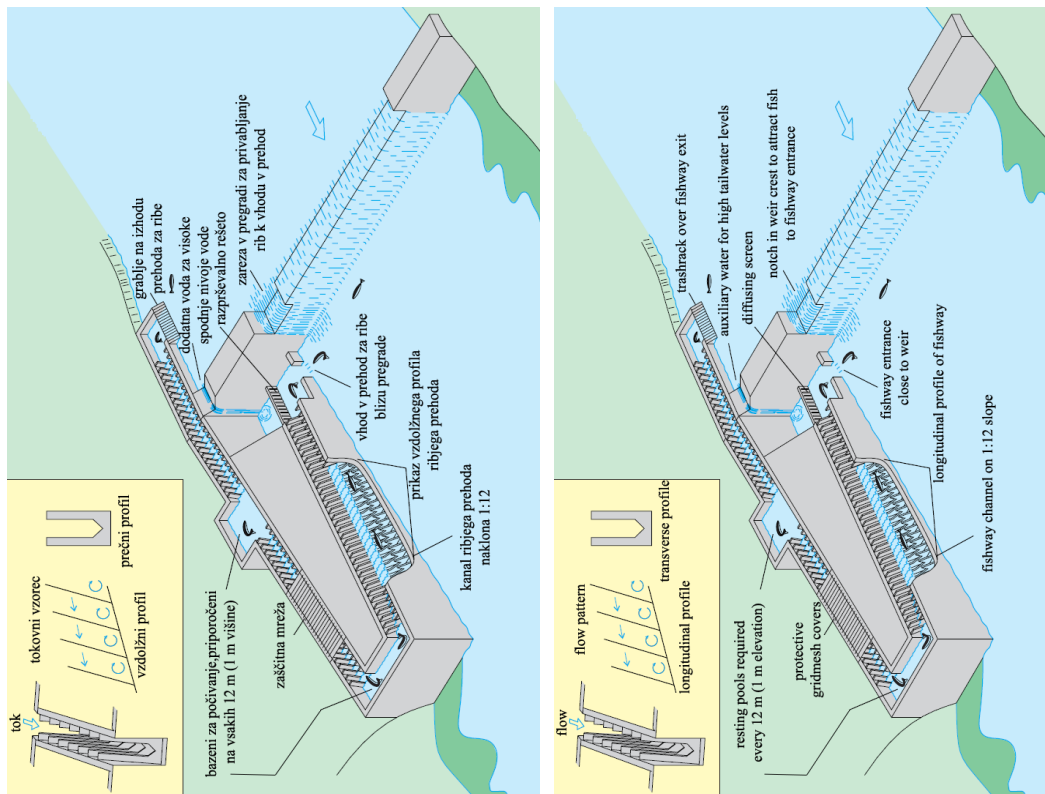 tok
tokovni vzorec
vzdolžni profil
prečni profil
bazeni za počivanje,priporočeni
na vsakih 12 m (1 m višine)
zaščitna mreža
grablje na izhodu
prehoda za ribe
dodatna voda za visoke
spodnje nivoje vode
razprševalno rešeto
zareza v pregradi za privabljanje
rib k vhodu v prehod
vhod v prehod za ribe
blizu pregrade
prikaz vzdolžnega profila
ribjega prehoda
kanal ribjega prehoda
naklona 1:12
flow
flow pattern
longitudinal profile
transverse profile
resting pools required
every 12 m (1 m elevation)
protective
gridmesh covers
trashrack over fishway exit
auxiliary water for high tailwater levels
diffusing screen
notch in weir crest to attract fish
to fishway entrance
fishway entrance
close to weir
longitudinal profile of fishway
fishway channel on 1:12 slope